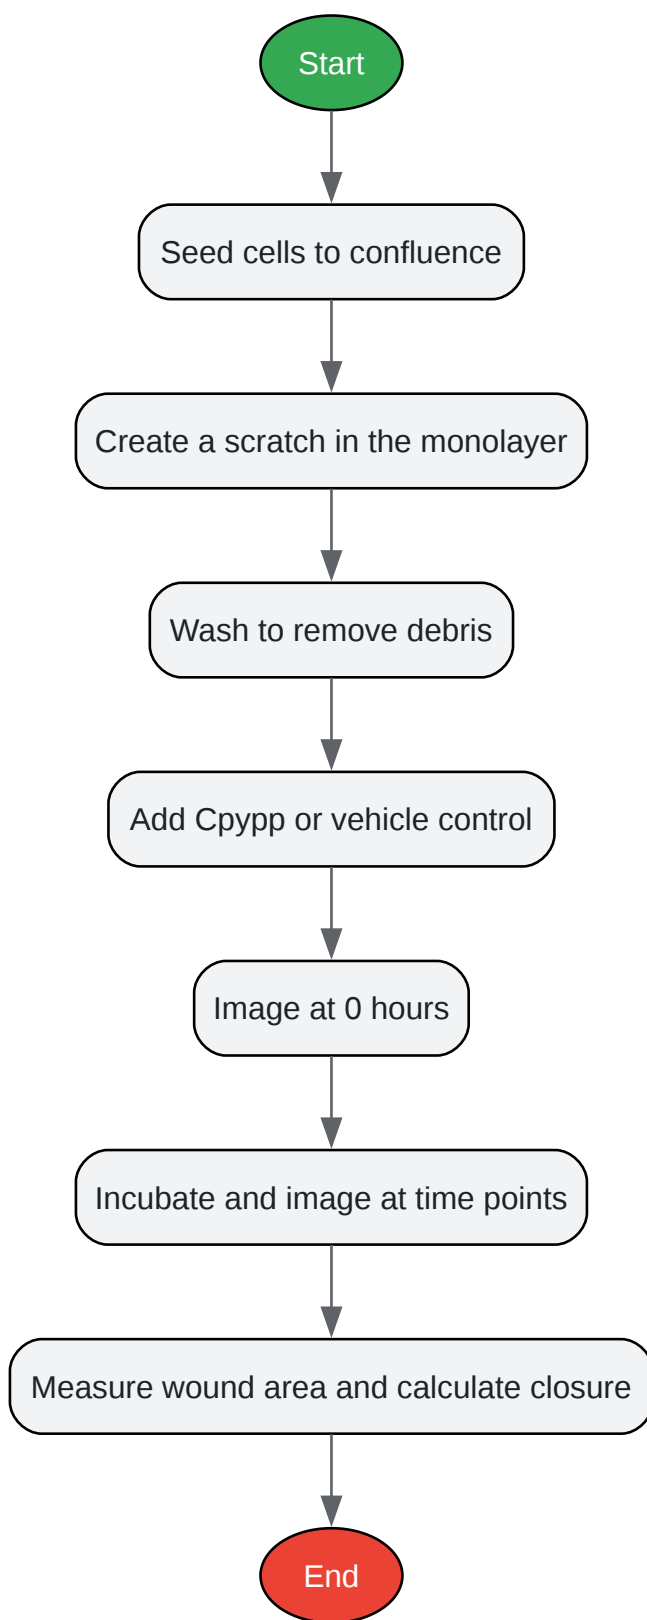 Start
Seed cells to confluence
Create a scratch in the monolayer
Wash to remove debris
Add Cpypp or vehicle control
Image at 0 hours
Incubate and image at time points
Measure wound area and calculate closure
End